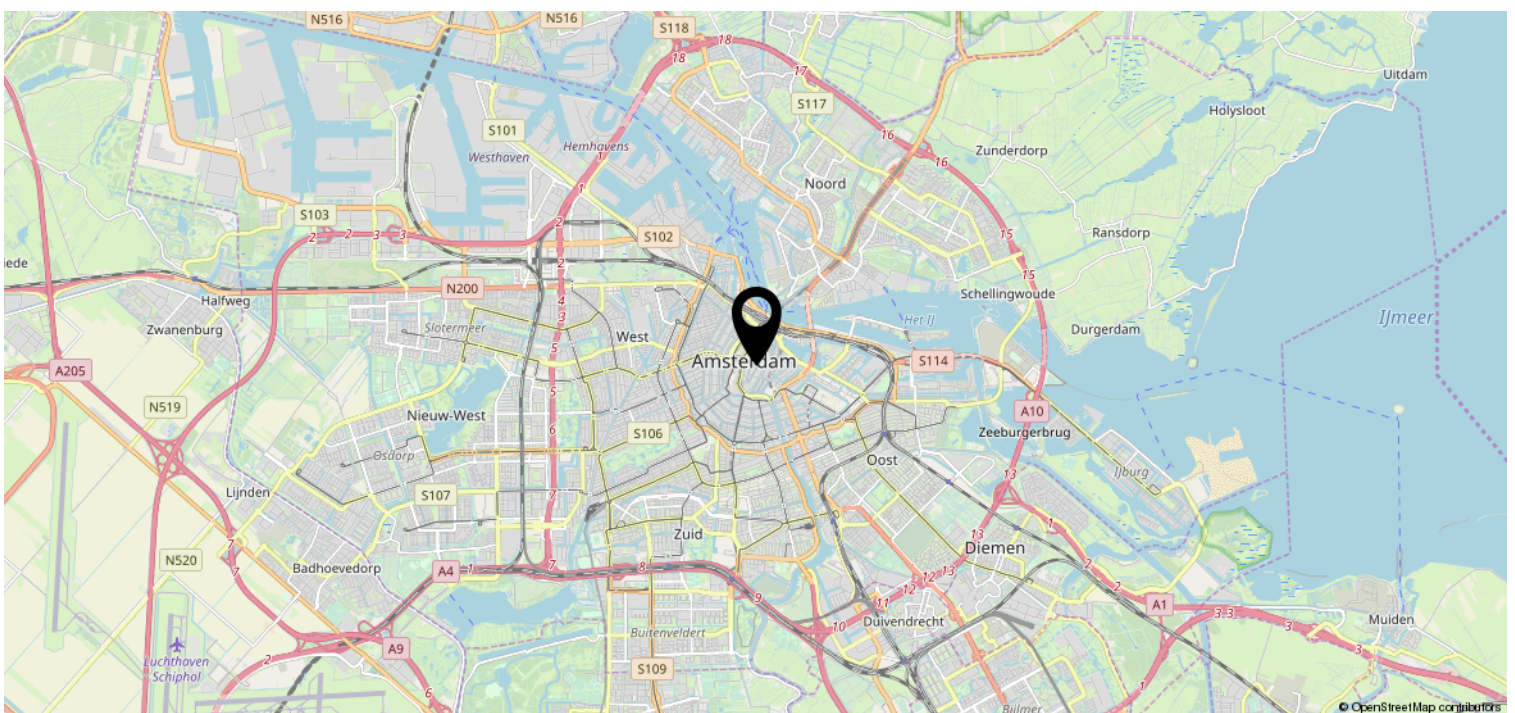 N516
N516
S118
18
18
17
Uitdam
S117
Holysloot
S101
16
16
Zunderdorp
Hemhavens
Westhaven
1
1
Noord
S103
2
2
3
3
2
S102
15
Ransdorp
iede
2
15
N200
Halfweg
Schellingwoude
4
Zwanenburg
Slotermeer
3
West
Het IJ
Durgerdam
IJmeer
5
Amsterdam
S114
A205
5
N519
Nieuw-West
A10
6
S106
Zeeburgerbrug
Osdorp
Oost
IJburg
13
Lijnden
S107
7
1
Zuid
13
Diemen
7
N520
7
Badhoevedorp
A4
1
7
8
2
2
12
12
13
9
11
A1
3
3
10
Duivendrecht
3
Muiden
Buitenveldert
A9
2
Luchthaven
Schiphol
3
S109
6
1
Bijlmer
© OpenStreetMap contributors